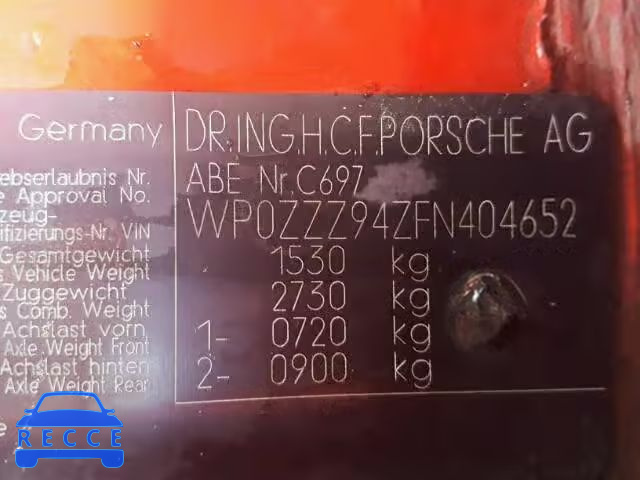 Germany DR.ING.H.C.F.PORSCHE AG
ebserlaubnis Nr. ABE Nr.C697
e Approval No.
zeug-
ifizierungs-Nr. VIN WP0ZZZ94ZFN404652
Gesamtgewicht 1530 kg
s Vehicle Weight
Zuggewicht 2730 kg
s Comb. Weight
Achslast vorn 1- 0720 kg
Axle Weight Front
Achslast hinten 2- 0900 kg
Axle Weight Rear
e
RECCE